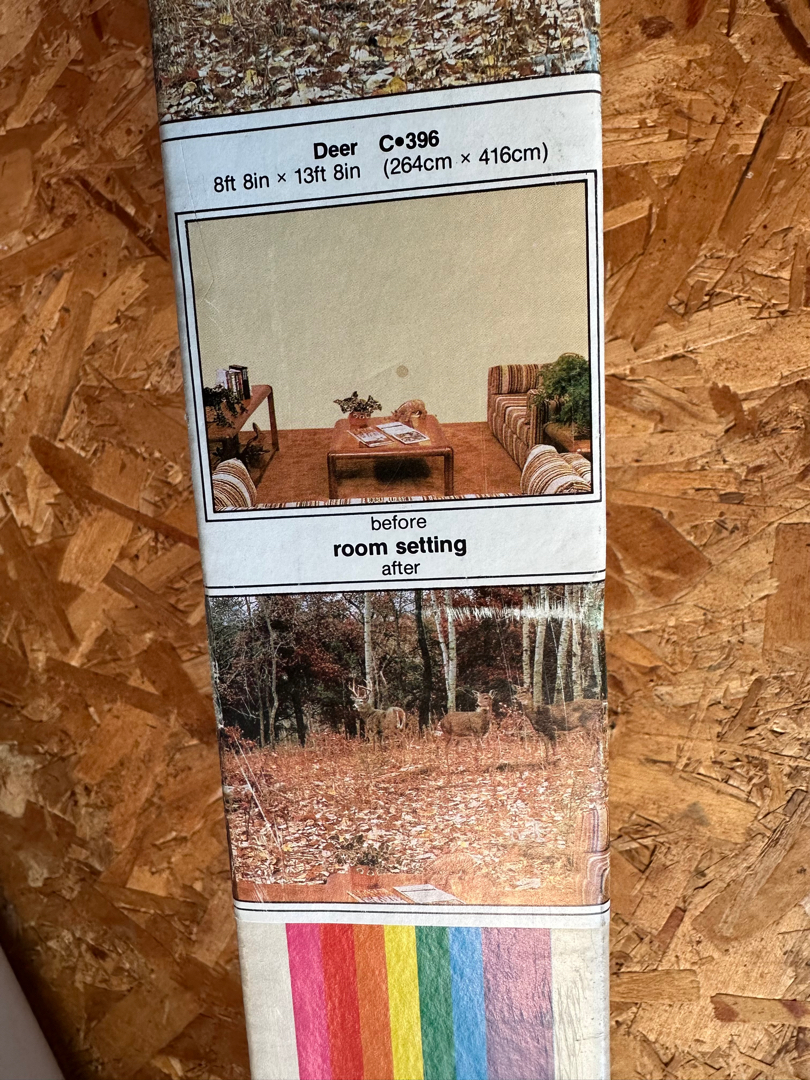 Deer C•396
8ft 8in × 13ft 8in (264cm × 416cm)
before
room setting
after